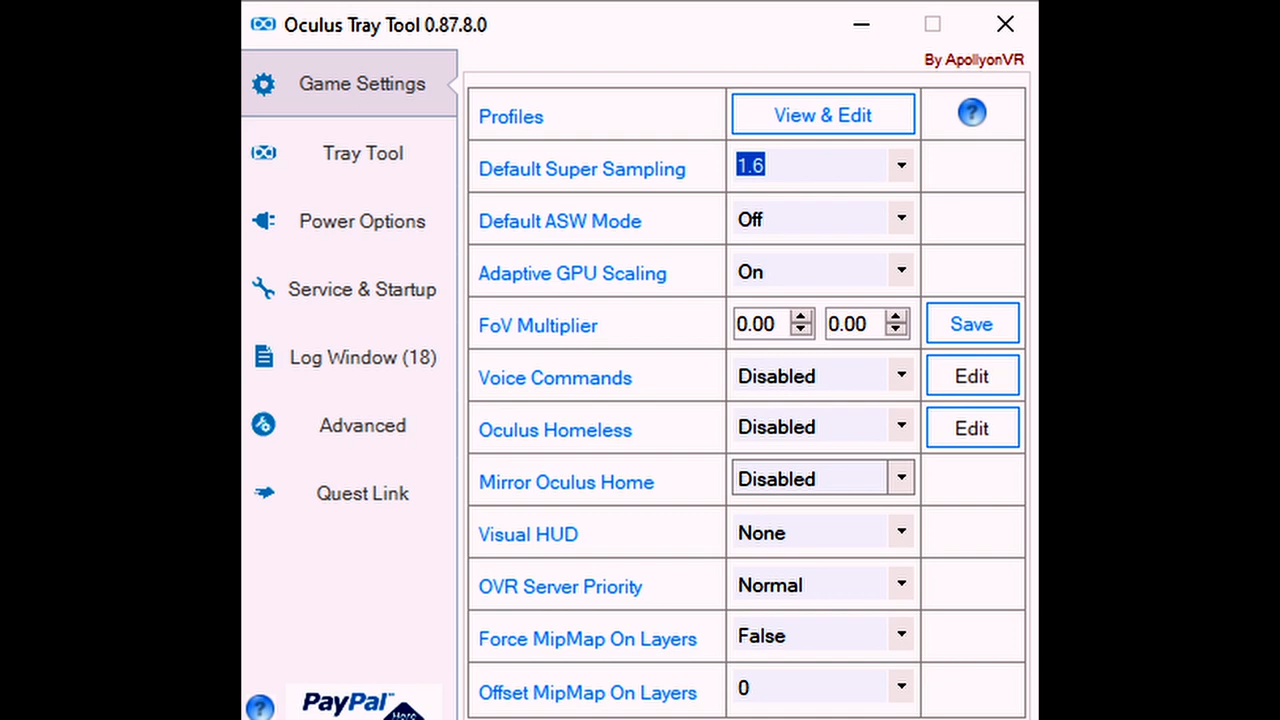 Oculus Tray Tool 0.87.8.0
By ApollyonVR
Game Settings
Tray Tool
Power Options
Service & Startup
Log Window (18)
Advanced
Quest Link
Profiles View & Edit ?
Default Super Sampling 1.6
Default ASW Mode Off
Adaptive GPU Scaling On
FoV Multiplier 0.00 0.00 Save
Voice Commands Disabled Edit
Oculus Homeless Disabled Edit
Mirror Oculus Home Disabled
Visual HUD None
OVR Server Priority Normal
Force MipMap On Layers False
Offset MipMap On Layers 0
? PayPal™
Here